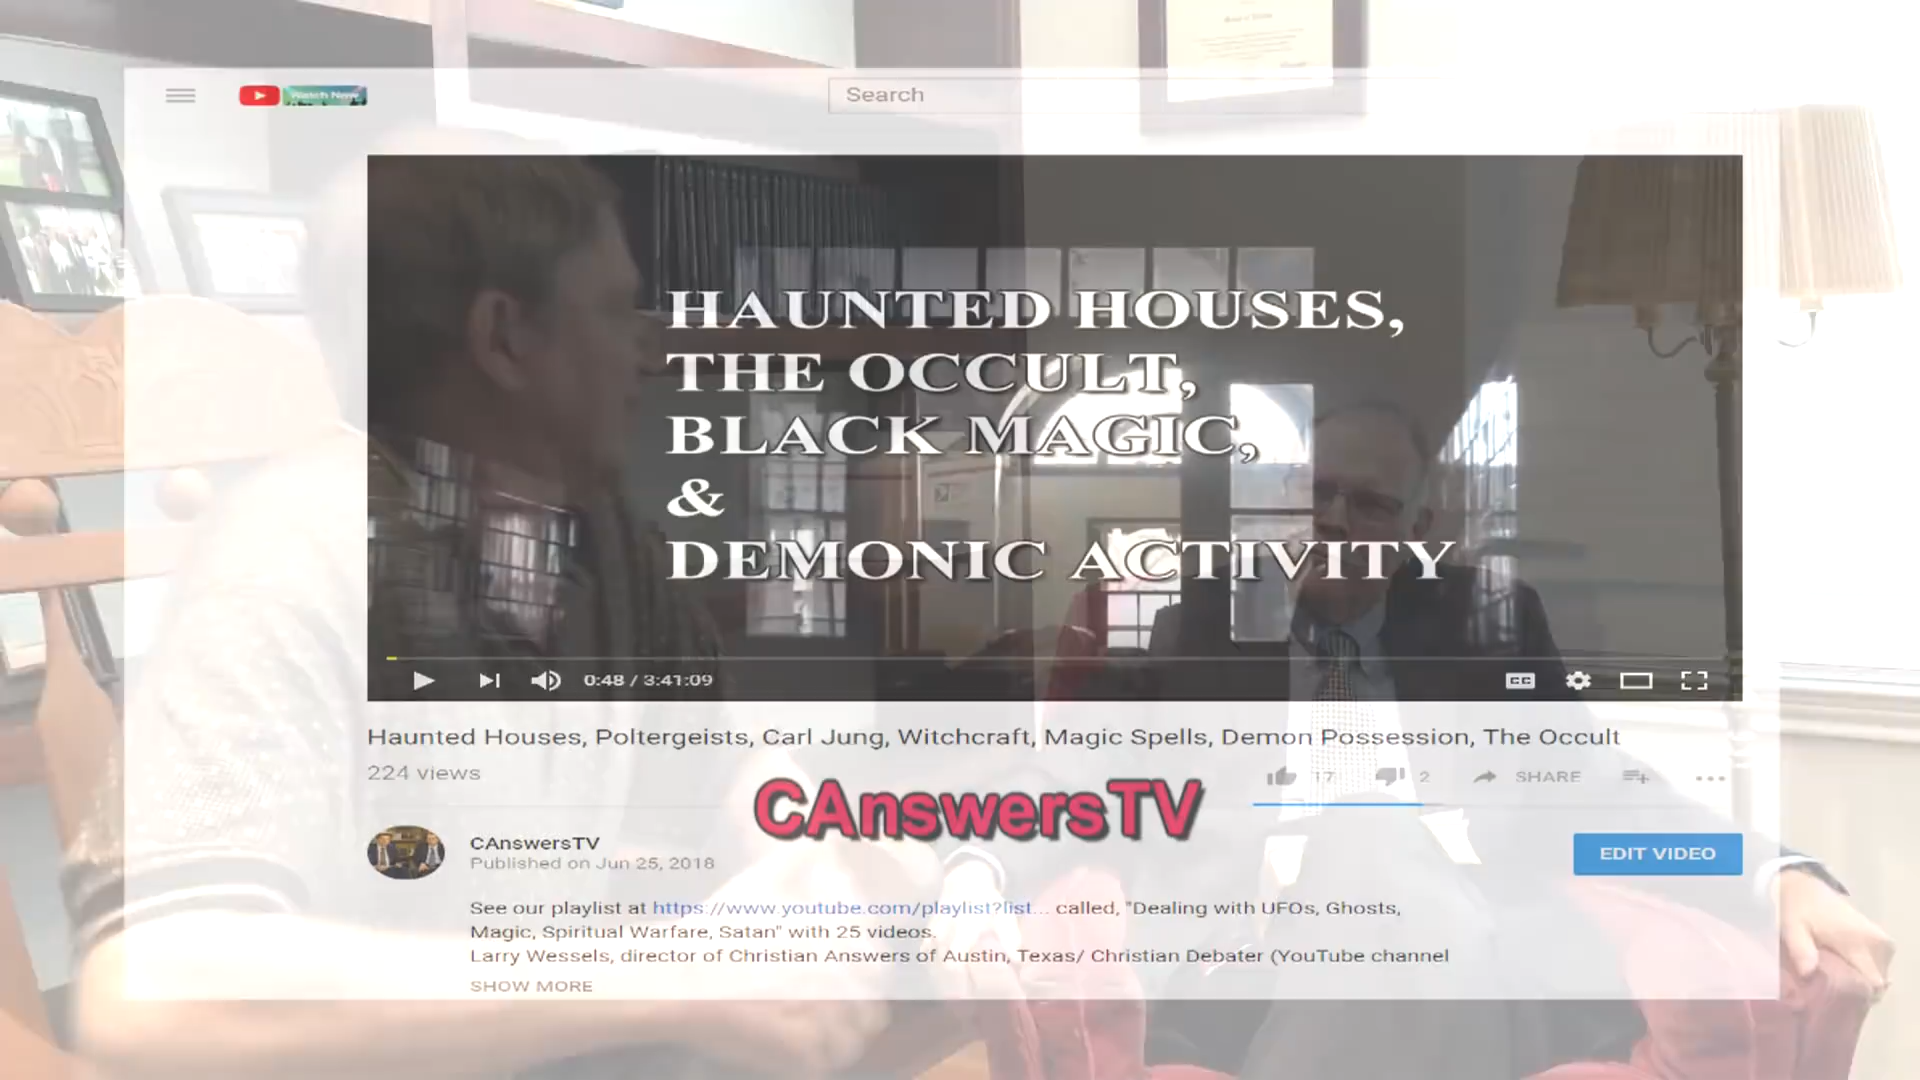 Watch Now
Search
HAUNTED HOUSES,
THE OCCULT,
BLACK MAGIC,
&
DEMONIC ACTIVITY
0:48 / 3:41:09
CC
Haunted Houses, Poltergeists, Carl Jung, Witchcraft, Magic Spells, Demon Possession, The Occult
224 views
17
2
SHARE
CAnswersTV
CAnswersTV
Published on Jun 25, 2018
EDIT VIDEO
See our playlist at https://www.youtube.com/playlist?list... called, "Dealing with UFOs, Ghosts,
Magic, Spiritual Warfare, Satan" with 25 videos.
Larry Wessels, director of Christian Answers of Austin, Texas/ Christian Debater (YouTube channel
SHOW MORE